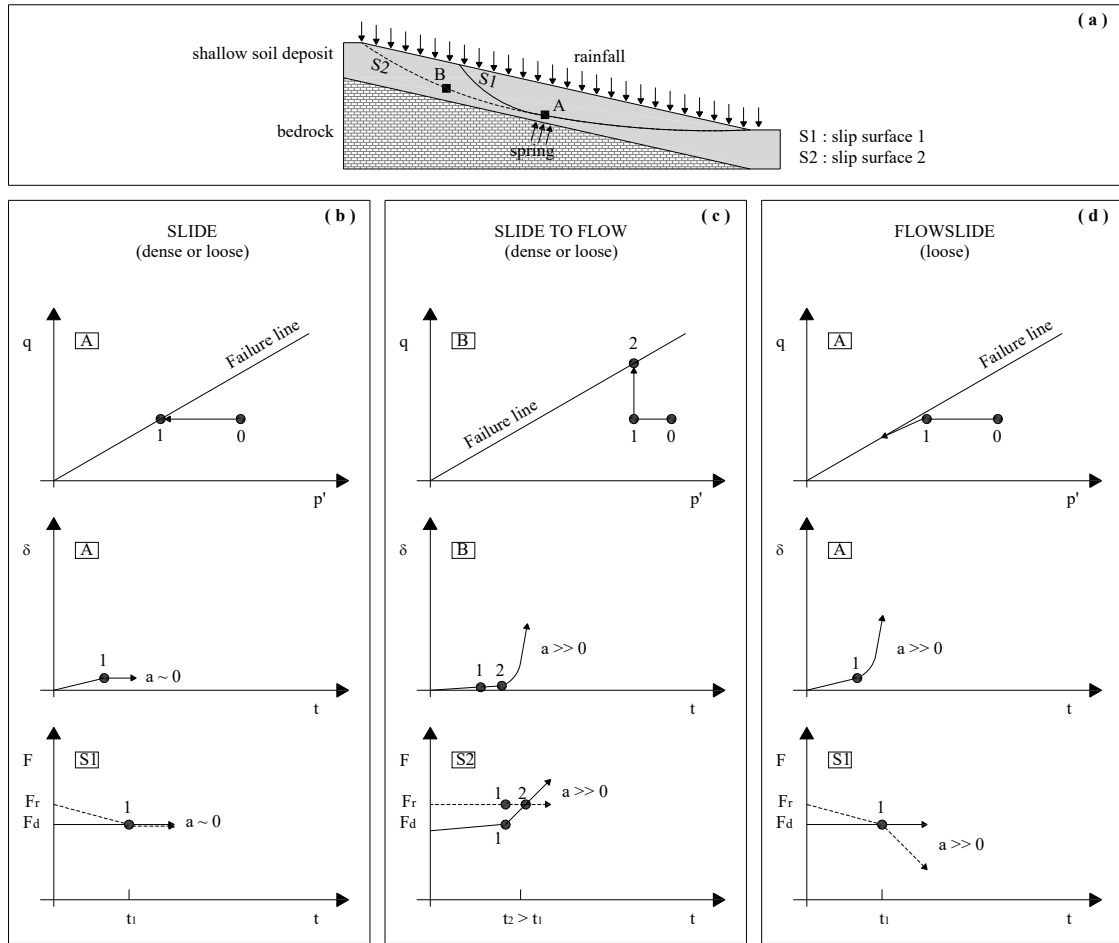 ( a )
shallow soil deposit
rainfall
S2
S1
B
A
bedrock
spring
S1 : slip surface 1
S2 : slip surface 2
( b )
SLIDE
(dense or loose)
q
A
Failure line
1
0
p'
δ
A
1
a ~ 0
t
F
S1
Fr
Fd
1
a ~ 0
t1
t
( c )
SLIDE TO FLOW
(dense or loose)
q
B
2
Failure line
1
0
p'
δ
B
1 2
a >> 0
t
F
S2
Fr
Fd
1 2
a >> 0
1
t2 > t1
t
( d )
FLOWSLIDE
(loose)
q
A
Failure line
1
0
p'
δ
A
1
a >> 0
t
F
S1
Fr
Fd
1
a >> 0
t1
t